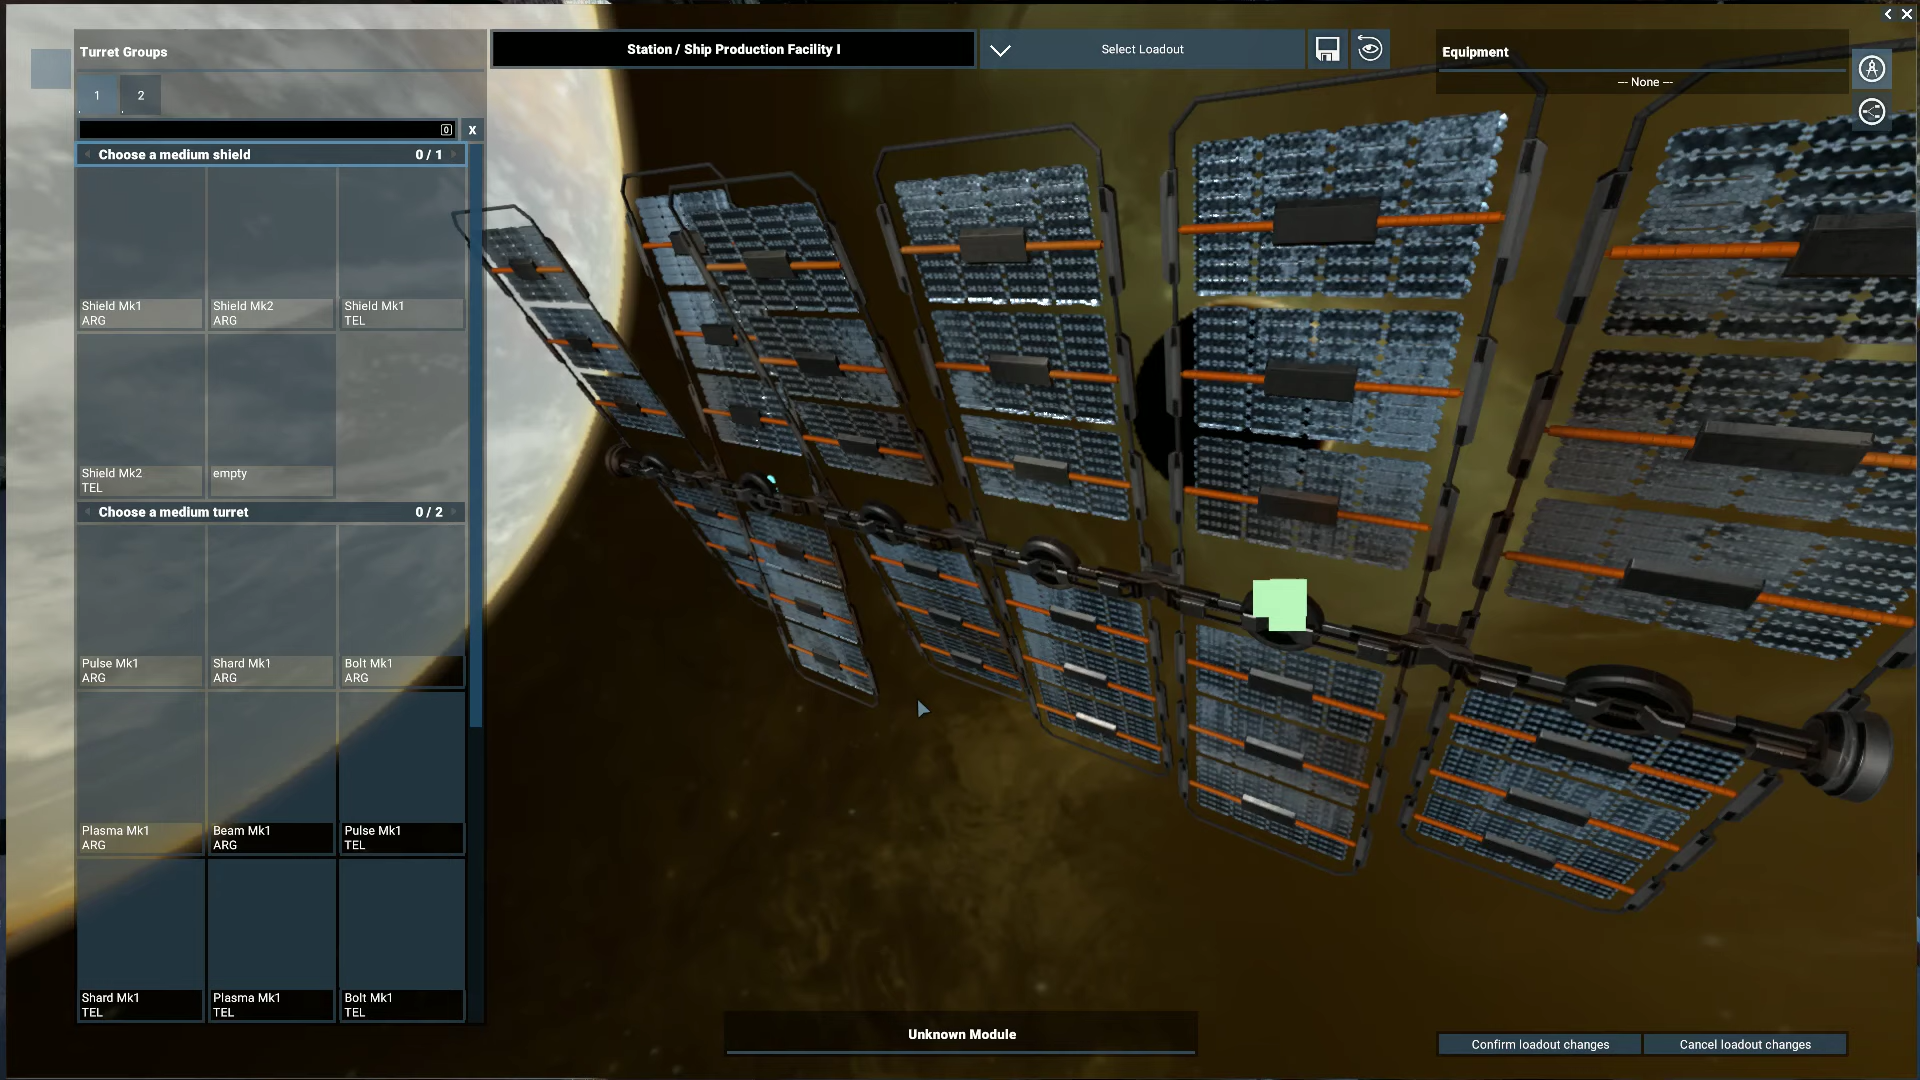 Turret Groups
Station / Ship Production Facility I
Select Loadout
Equipment
--- None ---
1
2
0
X
Choose a medium shield 0 / 1
Shield Mk1
ARG
Shield Mk2
ARG
Shield Mk1
TEL
Shield Mk2
TEL
empty
Choose a medium turret 0 / 2
Pulse Mk1
ARG
Shard Mk1
ARG
Bolt Mk1
ARG
Plasma Mk1
ARG
Beam Mk1
ARG
Pulse Mk1
TEL
Shard Mk1
TEL
Plasma Mk1
TEL
Bolt Mk1
TEL
Unknown Module
Confirm loadout changes
Cancel loadout changes